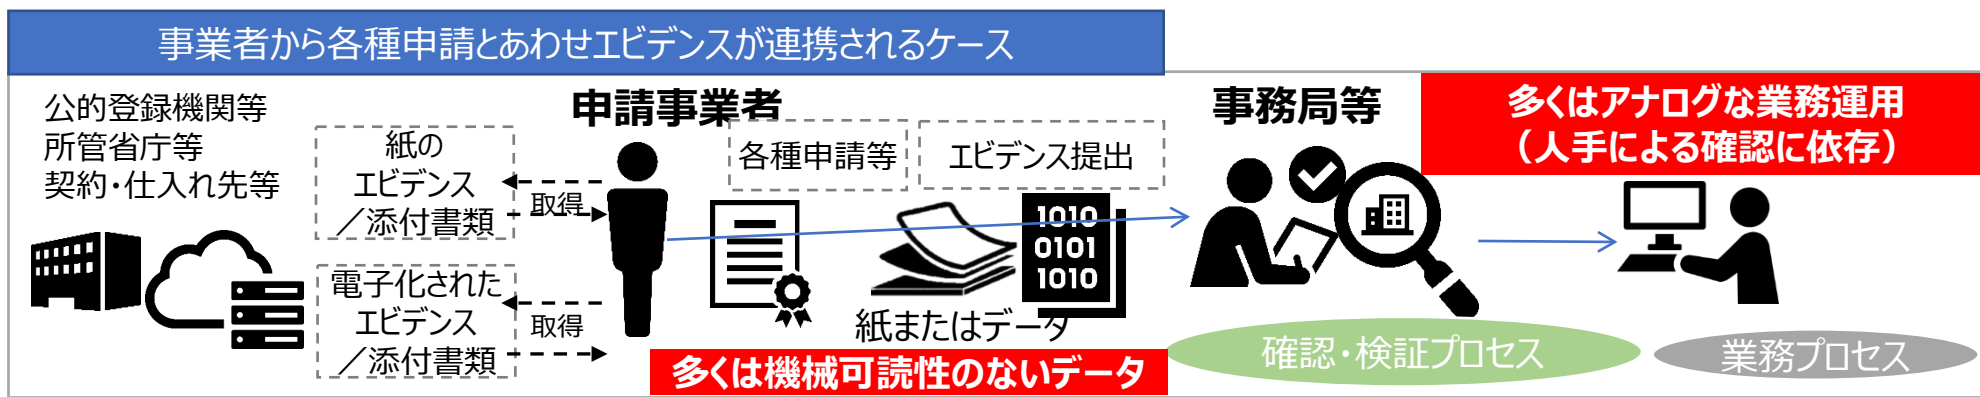 事業者から各種申請とあわせエビデンスが連携されるケース
公的登録機関等
所管省庁等
契約・仕入れ先等
紙の
エビデンス
／添付書類
取得
電子化された
エビデンス
／添付書類
取得
申請事業者
各種申請等
エビデンス提出
1010
0101
1010
紙またはデータ
多くは機械可読性のないデータ
事務局等
多くはアナログな業務運用
（人手による確認に依存）
確認・検証プロセス
業務プロセス